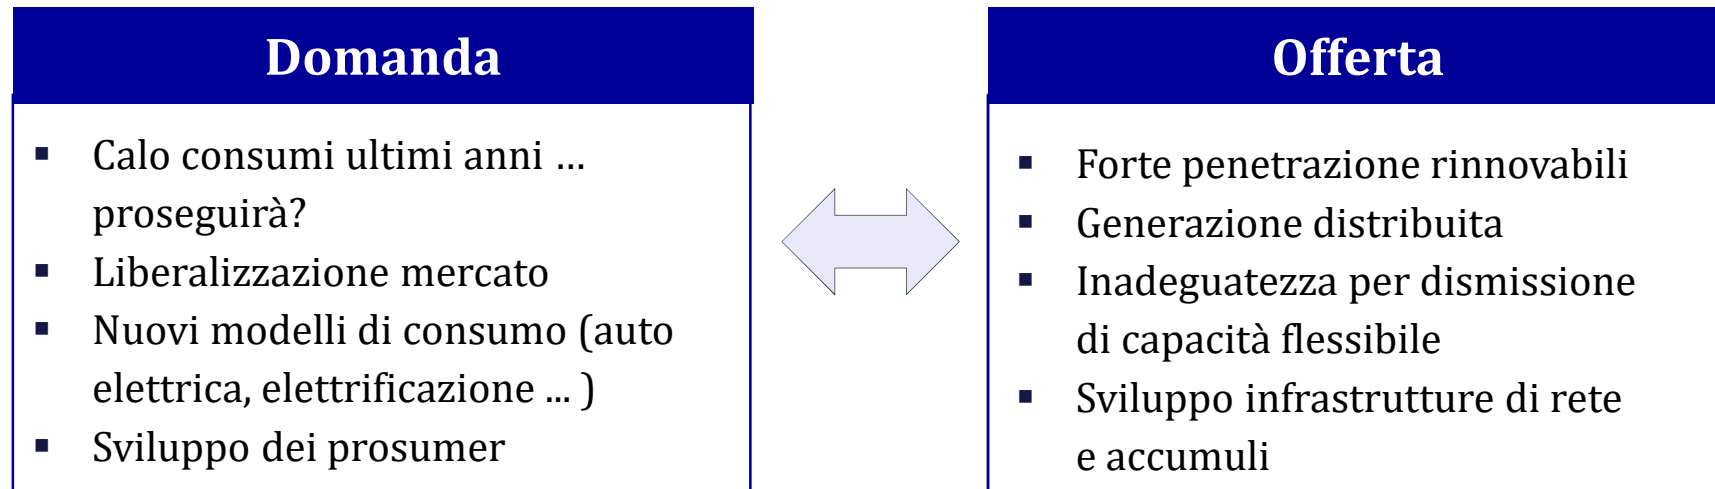 Domanda
▪ Calo consumi ultimi anni ...
proseguirà?
▪ Liberalizzazione mercato
▪ Nuovi modelli di consumo (auto
elettrica, elettrificazione ... )
▪ Sviluppo dei prosumer
Offerta
▪ Forte penetrazione rinnovabili
▪ Generazione distribuita
▪ Inadeguatezza per dismissione
di capacità flessibile
▪ Sviluppo infrastrutture di rete
e accumuli